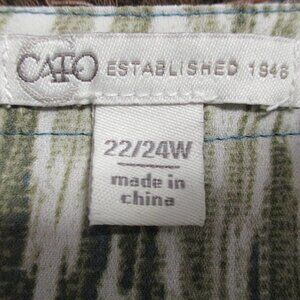 CATO ESTABLISHED 1946
22/24W
made in
china